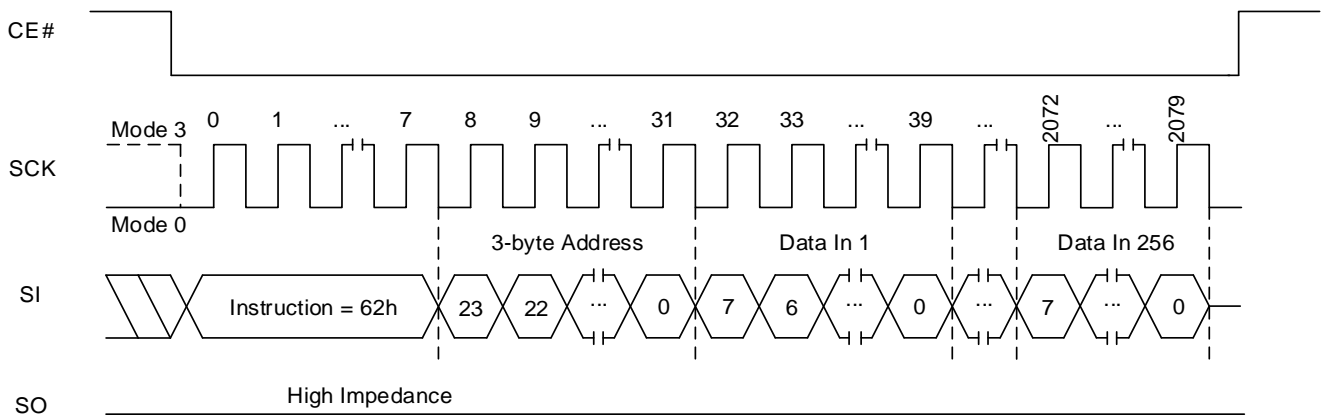 CE#
0 1 ... 7 8 9 ... 31 32 33 ... 39 ... 2072 ... 2079
Mode 3
SCK
Mode 0
3-byte Address Data In 1 Data In 256
SI Instruction = 62h 23 22 ... 0 7 6 ... 0 ... 7 ... 0
High Impedance
SO